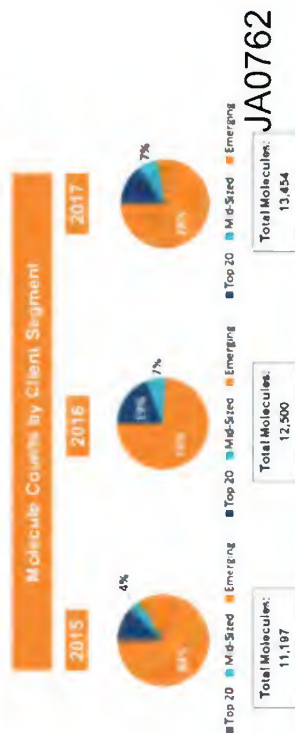 Molecule Counts by Client Segment
2015
4%
Top 20 Mid-Sized Emerging
Total Molecules:
11,197
2016
19%
7%
Top 20 Mid-Sized Emerging
Total Molecules:
12,500
2017
7%
Top 20 Mid-Sized Emerging
Total Molecules:
13,454
JA0762